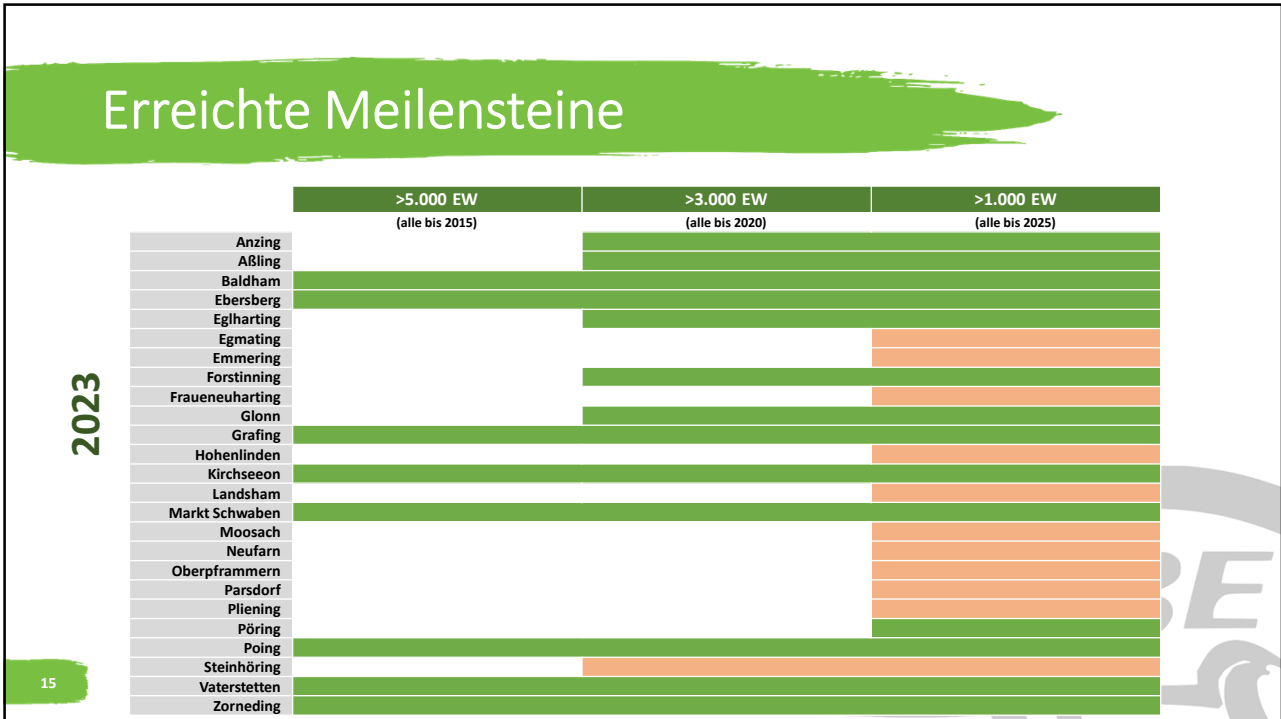 Erreichte Meilensteine
>5.000 EW >3.000 EW >1.000 EW
(alle bis 2015) (alle bis 2020) (alle bis 2025)
2023
Anzing
Aßling
Baldham
Ebersberg
Eglharting
Egmating
Emmering
Forstinning
Fraueneuharting
Glonn
Grafing
Hohenlinden
Kirchseeon
Landsham
Markt Schwaben
Moosach
Neufarn
Oberpframmern
Parsdorf
Pliening
Pöring
Poing
Steinhöring
Vaterstetten
Zorneding
15